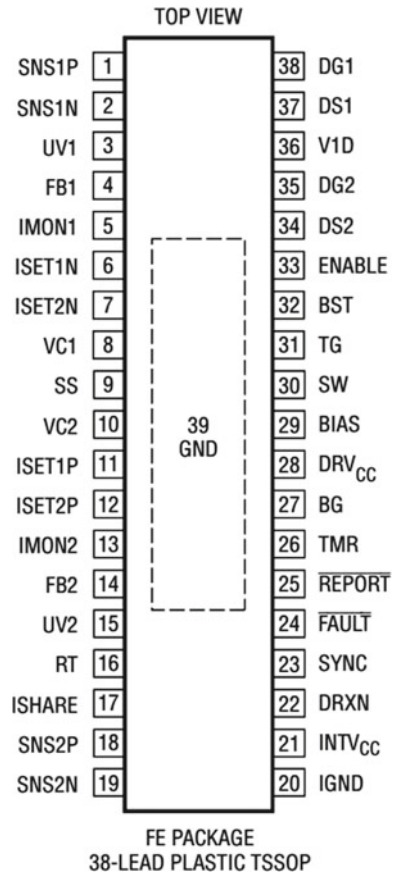 TOP VIEW
SNS1P 1 38 DG1
SNS1N 2 37 DS1
UV1 3 36 V1D
FB1 4 35 DG2
IMON1 5 34 DS2
ISET1N 6 33 ENABLE
ISET2N 7 32 BST
VC1 8 31 TG
SS 9 30 SW
VC2 10 29 BIAS
39
GND
ISET1P 11 28 DRVCC
ISET2P 12 27 BG
IMON2 13 26 TMR
FB2 14 25 REPORT
UV2 15 24 FAULT
RT 16 23 SYNC
ISHARE 17 22 DRXN
SNS2P 18 21 INTVCC
SNS2N 19 20 IGND
FE PACKAGE
38-LEAD PLASTIC TSSOP